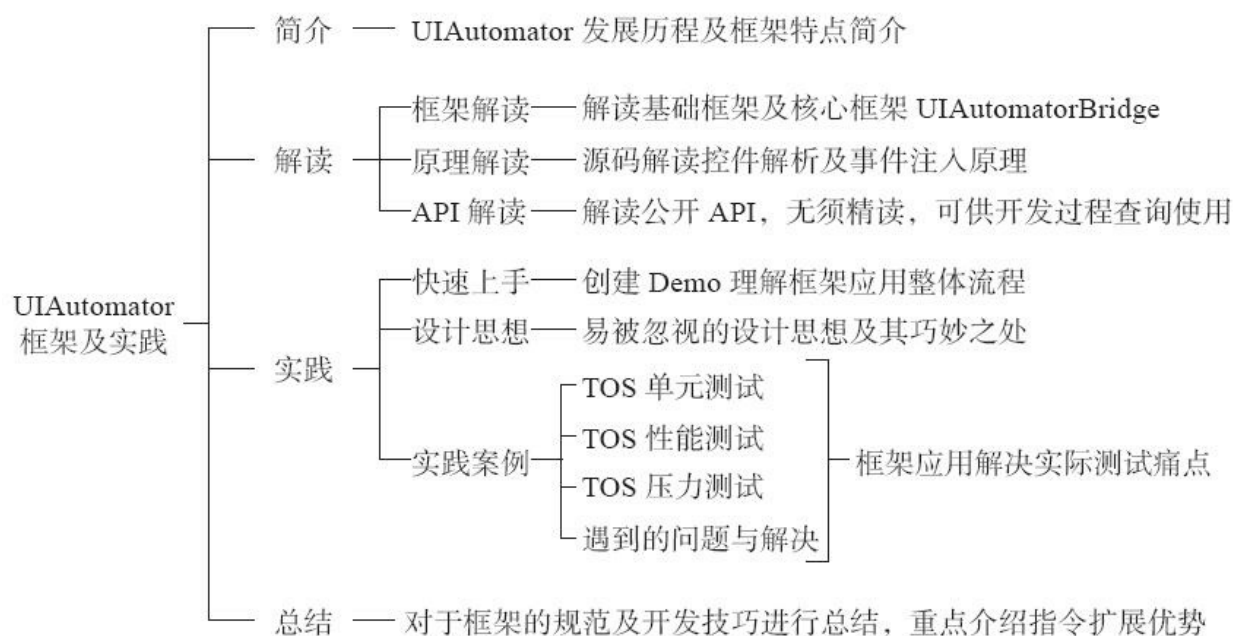 简介
UIAutomator 发展历程及框架特点简介
框架解读
解读基础框架及核心框架 UIAutomatorBridge
解读
原理解读
源码解读控件解析及事件注入原理
API 解读
解读公开 API，无须精读，可供开发过程查询使用
UIAutomator
框架及实践
快速上手
创建 Demo 理解框架应用整体流程
设计思想
易被忽视的设计思想及其巧妙之处
实践
TOS 单元测试
TOS 性能测试
实践案例
框架应用解决实际测试痛点
TOS 压力测试
遇到的问题与解决
总结
对于框架的规范及开发技巧进行总结，重点介绍指令扩展优势